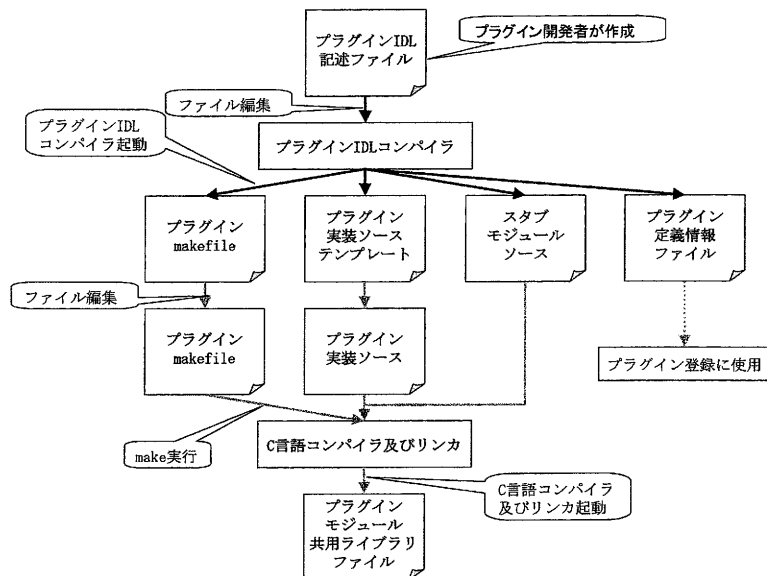 プラグインIDL
記述ファイル
プラグイン開発者が作成
ファイル編集
プラグインIDL
コンパイラ起動
プラグインIDLコンパイラ
プラグイン
makefile
プラグイン
実装ソース
テンプレート
スタブ
モジュール
ソース
プラグイン
定義情報
ファイル
ファイル編集
プラグイン
makefile
プラグイン
実装ソース
プラグイン登録に使用
make実行
C言語コンパイラ及びリンカ
C言語コンパイラ
及びリンカ起動
プラグイン
モジュール
共用ライブラリ
ファイル